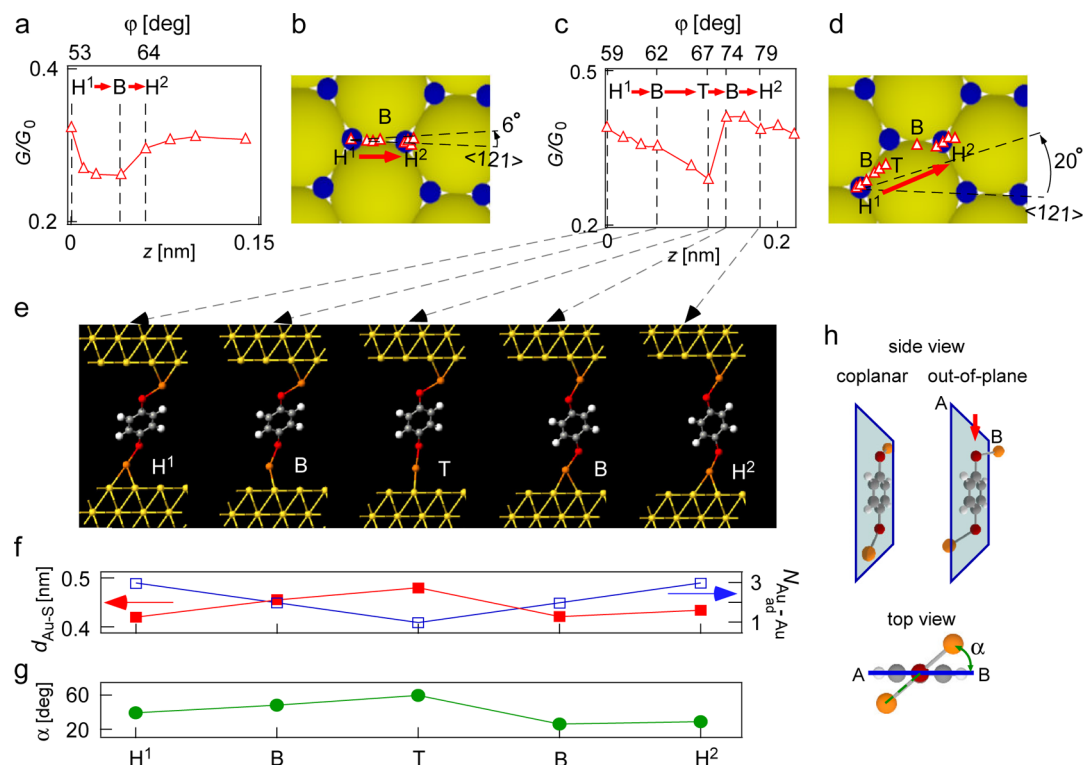 a
φ [deg]
53 64
0.4
H¹ B H²
G/G₀
0.2
0 0.15
z [nm]
b
B
6°
H¹ H²
<121>
c
φ [deg]
59 62 67 74 79
0.5
H¹ B T B H²
G/G₀
0.2
0 0.2
z [nm]
d
B
B T H²
20°
H¹
<121>
e
H¹ B T B H²
f
0.5
0.4
d Au-S [nm]
3
2
1
N Au ad - Au
g
60
20
α [deg]
H¹ B T B H²
h
side view
coplanar out-of-plane
A
B
top view
α
A B